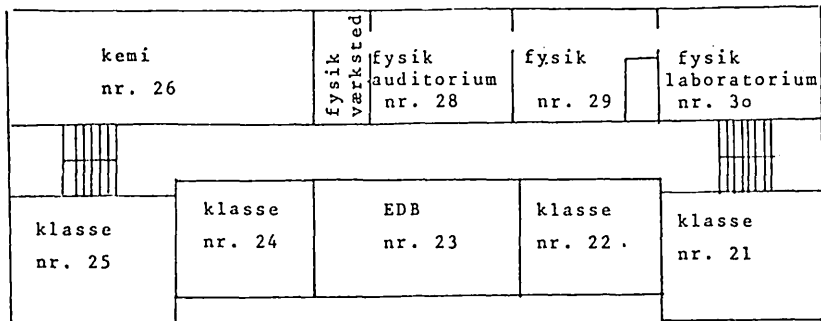 kemi
nr. 26
fysik
værksted
fysik
auditorium
nr. 28
fysik
nr. 29
fysik
laboratorium
nr. 3o
klasse
nr. 25
klasse
nr. 24
EDB
nr. 23
klasse
nr. 22.
klasse
nr. 21